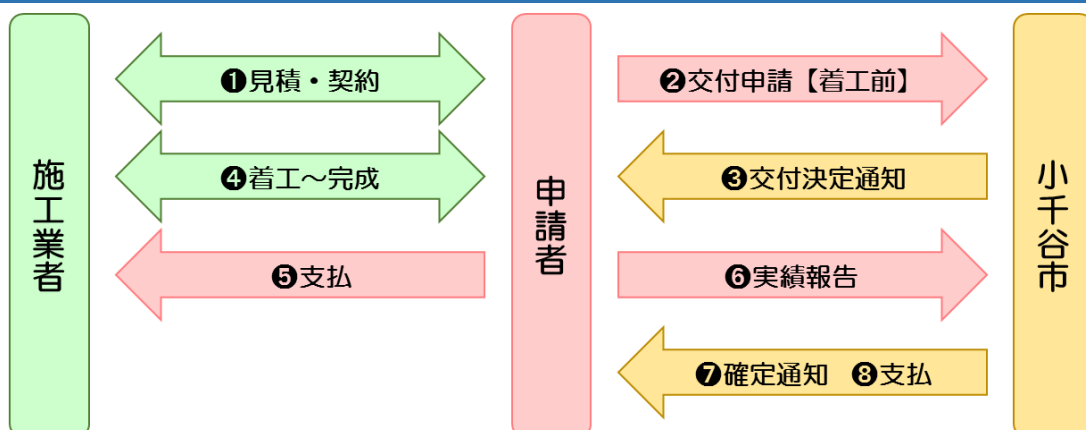 施工業者
❶見積・契約
申請者
❷交付申請【着工前】
小千谷市
❹着工～完成
❸交付決定通知
❺支払
❻実績報告
❼確定通知　❽支払